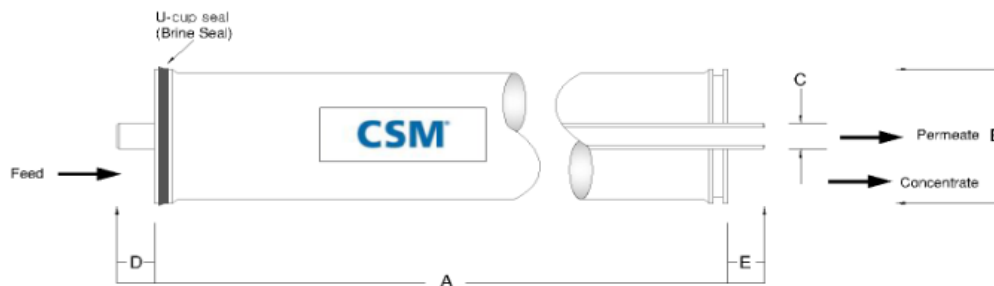 U-cup seal
(Brine Seal)
C
CSM
Feed
Permeate
Concentrate
D
A
E